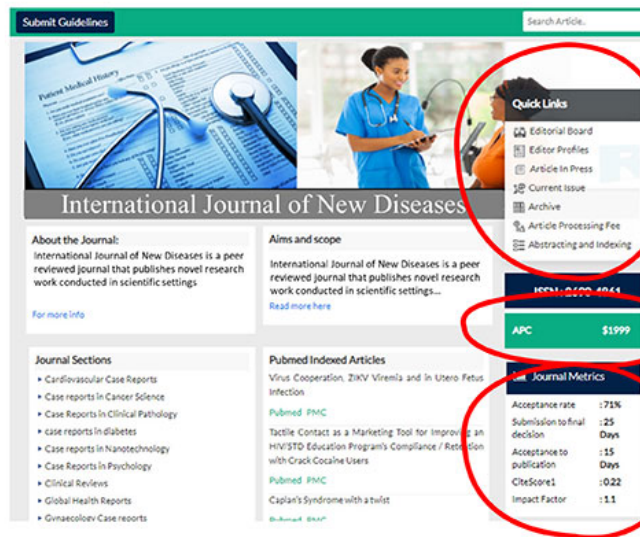 Submit Guidelines
Search Article..
Patient Medical History
International Journal of New Diseases
Quick Links
Editorial Board
Editor Profiles
Article In Press
Current Issue
Archive
Article Processing Fee
Abstracting and Indexing
About the Journal:
International Journal of New Diseases is a peer
reviewed journal that publishes novel research
work conducted in scientific settings
For more info
Aims and scope
International Journal of New Diseases is a peer
reviewed journal that publishes novel research
work conducted in scientific settings...
Read more here
APC $1999
Journal Sections
Cardiovascular Case Reports
Case reports in Cancer Science
Case Reports in Clinical Pathology
case reports in diabetes
Case reports in Nanotechnology
Case Reports in Psychology
Clinical Reviews
Global Health Reports
Gynaecology Case reports
Pubmed Indexed Articles
Virus Cooperation, ZIKV Viremia and in Utero Fetus
Infection
Pubmed PMC
Tactile Contact as a Marketing Tool for Improving an
HIV/STD Education Program's Compliance / Retention
with Crack Cocaine Users
Pubmed PMC
Caplan's Syndrome with a twist
Pubmed PMC
Journal Metrics
Acceptance rate : 71%
Submission to final : 25
decision Days
Acceptance to : 15
publication Days
CiteScore1 : 0.22
Impact Factor : 1.1